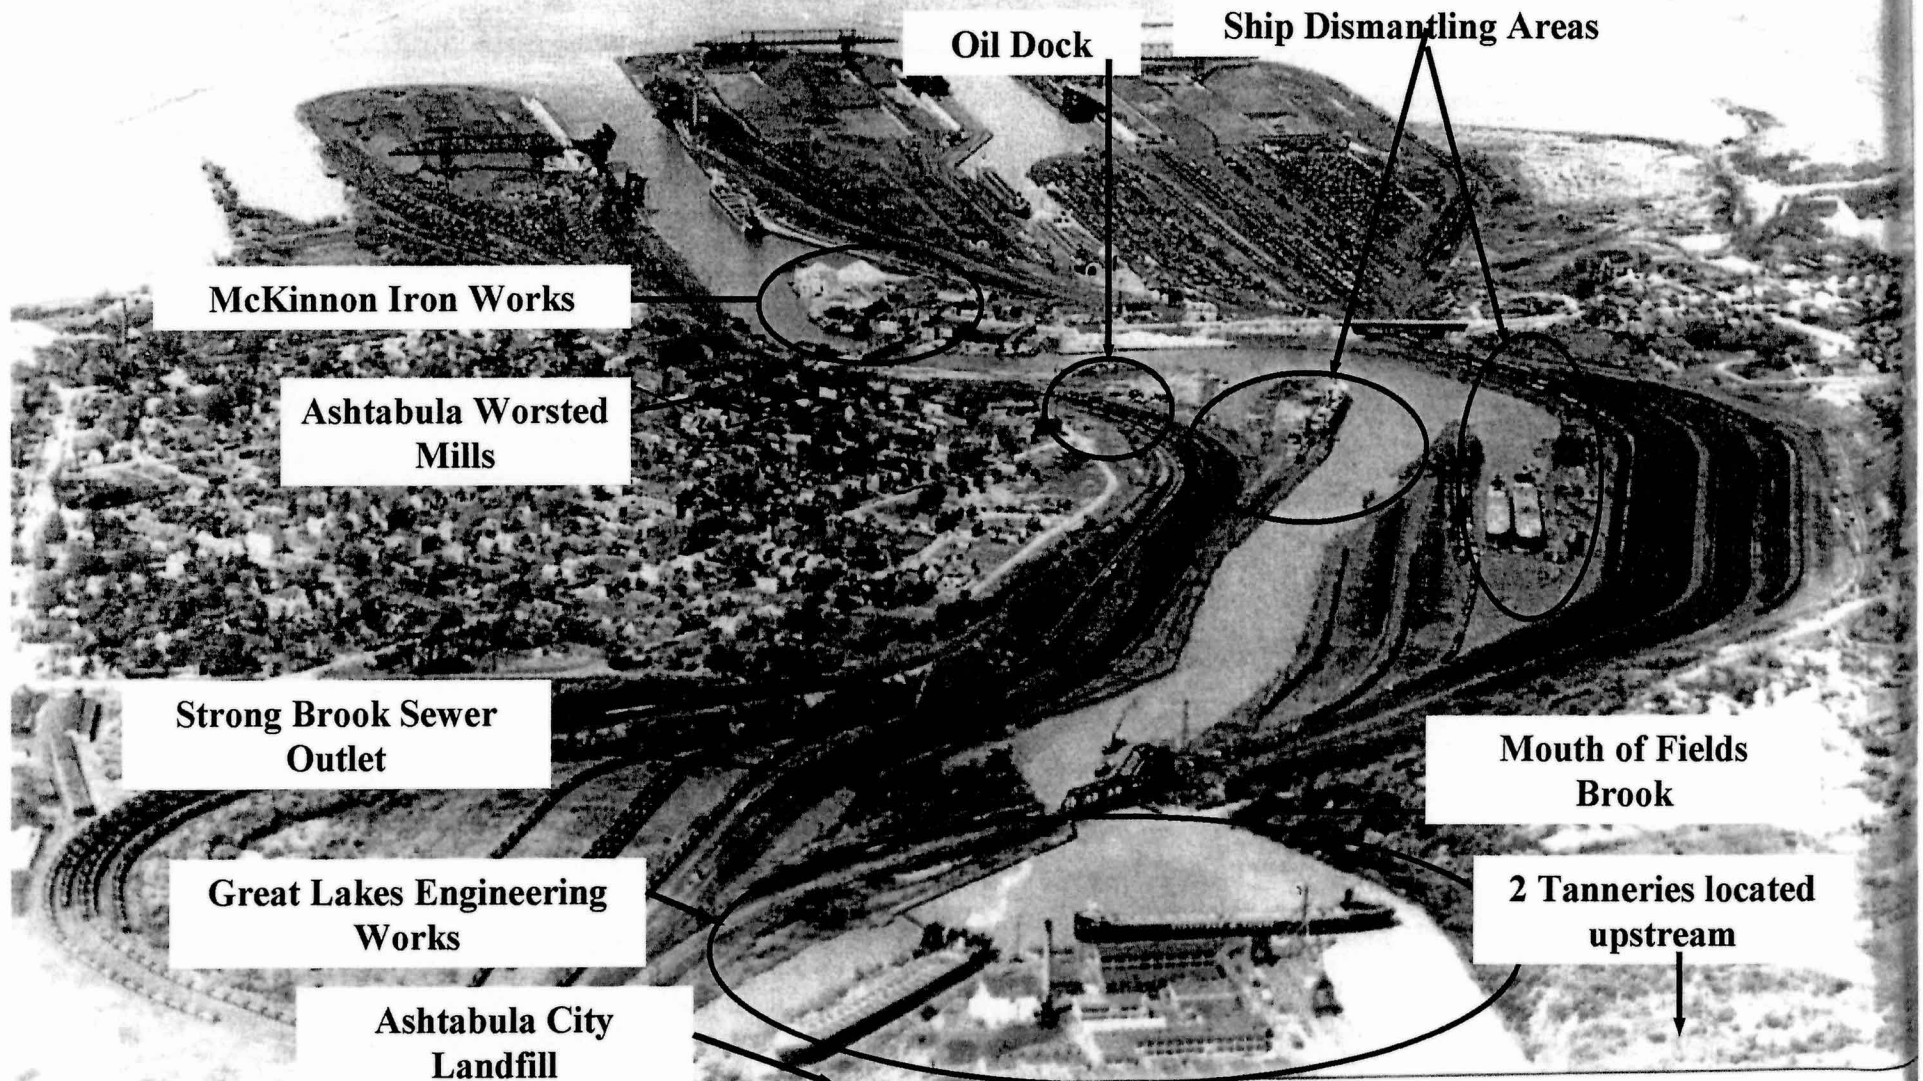 Oil Dock
Ship Dismantling Areas
McKinnon Iron Works
Ashtabula Worsted
Mills
Strong Brook Sewer
Outlet
Mouth of Fields
Brook
Great Lakes Engineering
Works
2 Tanneries located
upstream
Ashtabula City
Landfill